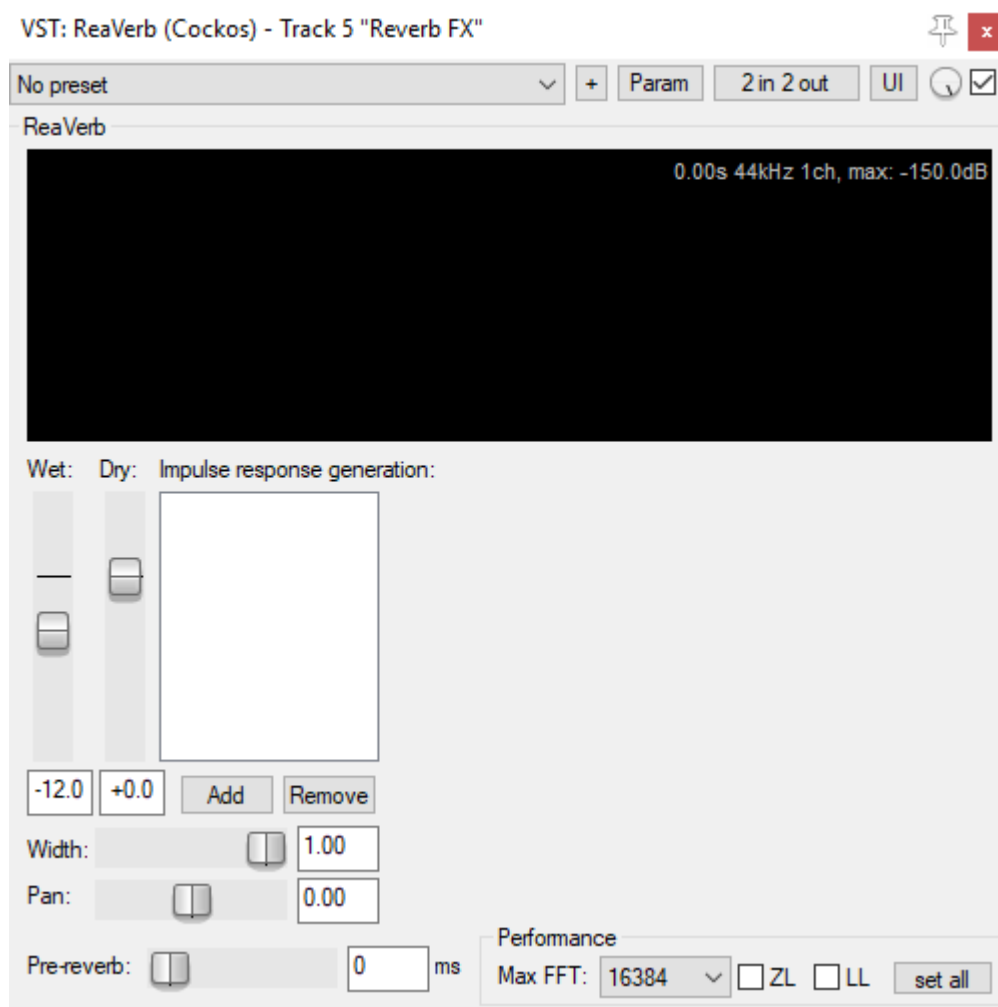 VST: ReaVerb (Cockos) - Track 5 "Reverb FX"
x
No preset + Param 2 in 2 out UI
ReaVerb
0.00s 44kHz 1ch, max: -150.0dB
Wet: Dry: Impulse response generation:
-12.0 +0.0 Add Remove
Width: 1.00
Pan: 0.00
Performance
Pre-reverb: 0 ms Max FFT: 16384 ZL LL set all